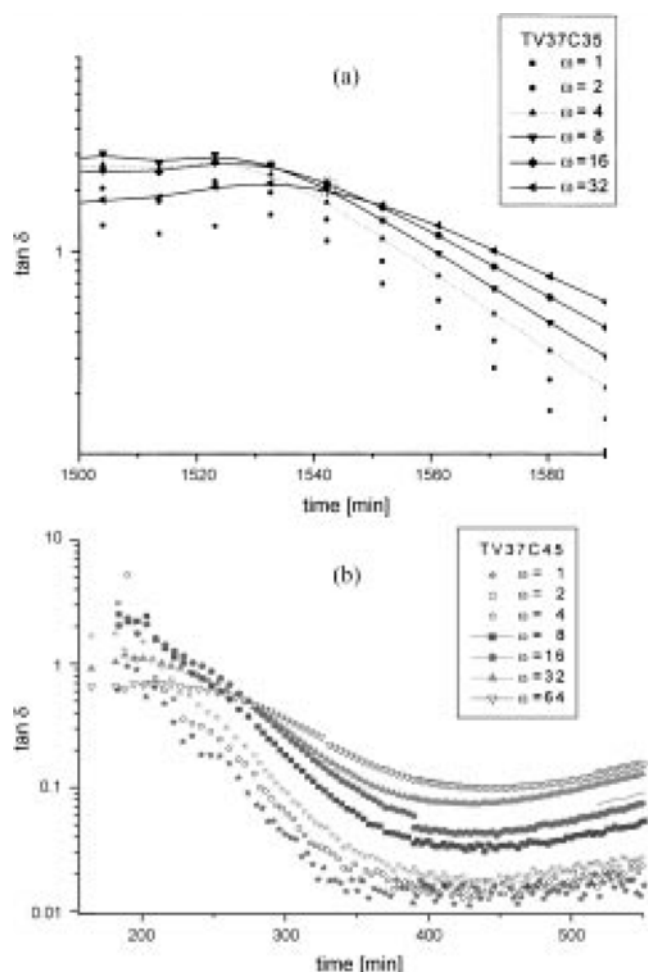 TV37C35
(a)
ω = 1
ω = 2
ω = 4
ω = 8
ω = 16
ω = 32
tan δ
1
1500 1520 1540 1560 1580
time [min]
10
TV37C45
(b)
ω = 1
ω = 2
ω = 4
ω = 8
ω = 16
ω = 32
ω = 64
1
tan δ
0.1
0.01
200 300 400 500
time [min]